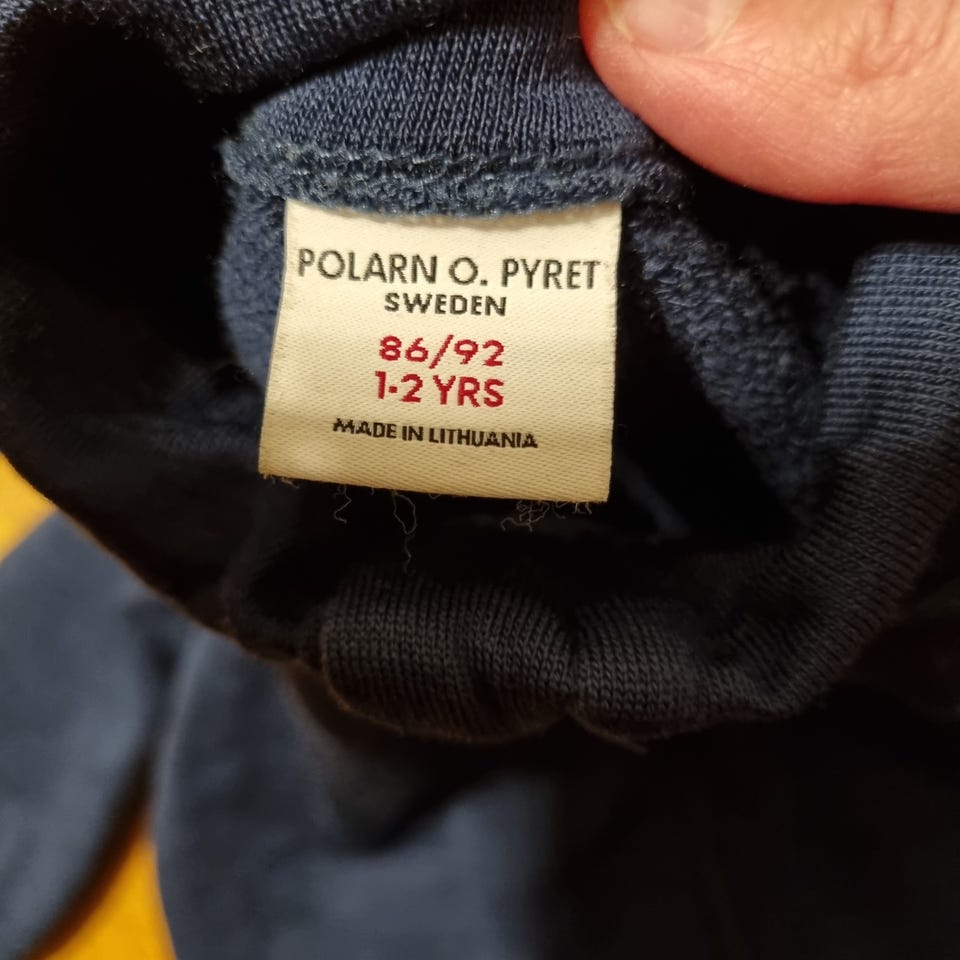 POLARN O. PYRET
SWEDEN
86/92
1-2 YRS
MADE IN LITHUANIA